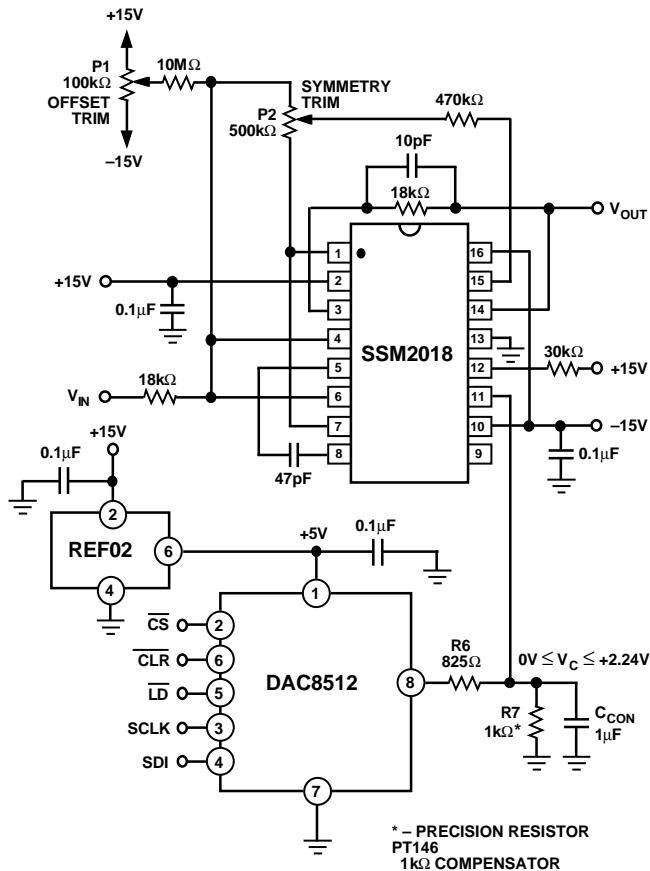 +15V
P1
100kΩ
OFFSET
TRIM
–15V
10MΩ
P2
500kΩ
SYMMETRY
TRIM
470kΩ
10pF
18kΩ
VOUT
+15V
0.1µF
VIN
18kΩ
1
2
3
4
5
6
7
8
SSM2018
16
15
14
13
12
11
10
9
30kΩ
+15V
–15V
0.1µF
47pF
+15V
0.1µF
2
REF02
6
4
+5V
0.1µF
1
CS
2
CLR
6
LD
5
SCLK
3
SDI
4
DAC8512
8
7
R6
825Ω
0V ≤ VC ≤ +2.24V
R7
1kΩ*
CCON
1µF
* – PRECISION RESISTOR
PT146
1kΩ COMPENSATOR